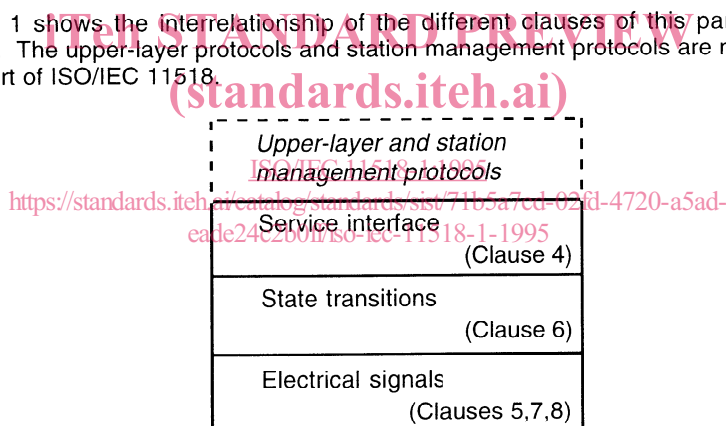 1 shows the interrelationship of the different clauses of this pa
iTeh STANDARD PREVIEW
The upper-layer protocols and station management protocols are
rt of ISO/IEC 11518.
(standards.iteh.ai)
Upper-layer and station
ISO/IEC 11518-1:1995
management protocols
https://standards.iteh.ai/catalog/standards/sist/71b5a7cd-02fd-4720-a5ad-
Service interface
eade24c2b0ff/iso-iec-11518-1-1995
(Clause 4)
State transitions
(Clause 6)
Electrical signals
(Clauses 5,7,8)